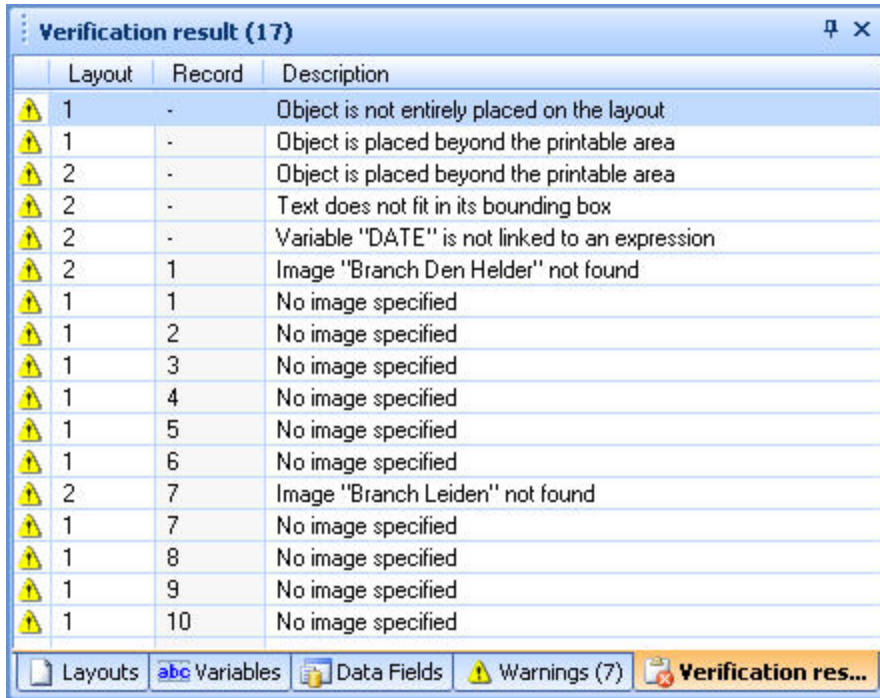 Verification result (17)
Layout Record Description
1 - Object is not entirely placed on the layout
1 - Object is placed beyond the printable area
2 - Object is placed beyond the printable area
2 - Text does not fit in its bounding box
2 - Variable "DATE" is not linked to an expression
2 1 Image "Branch Den Helder" not found
1 1 No image specified
1 2 No image specified
1 3 No image specified
1 4 No image specified
1 5 No image specified
1 6 No image specified
2 7 Image "Branch Leiden" not found
1 7 No image specified
1 8 No image specified
1 9 No image specified
1 10 No image specified
Layouts abc Variables Data Fields Warnings (7) Verification res...